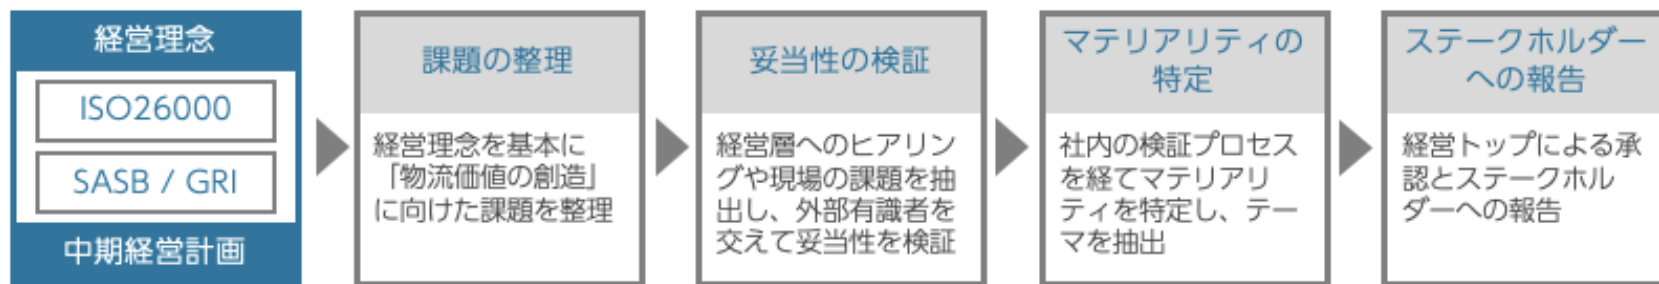 経営理念
ISO26000
SASB / GRI
中期経営計画
課題の整理
経営理念を基本に
「物流価値の創造」
に向けた課題を整理
妥当性の検証
経営層へのヒアリン
グや現場の課題を抽
出し、外部有識者を
交えて妥当性を検証
マテリアリティの
特定
社内の検証プロセス
を経てマテリアリ
ティを特定し、テー
マを抽出
ステークホルダー
への報告
経営トップによる承
認とステークホル
ダーへの報告